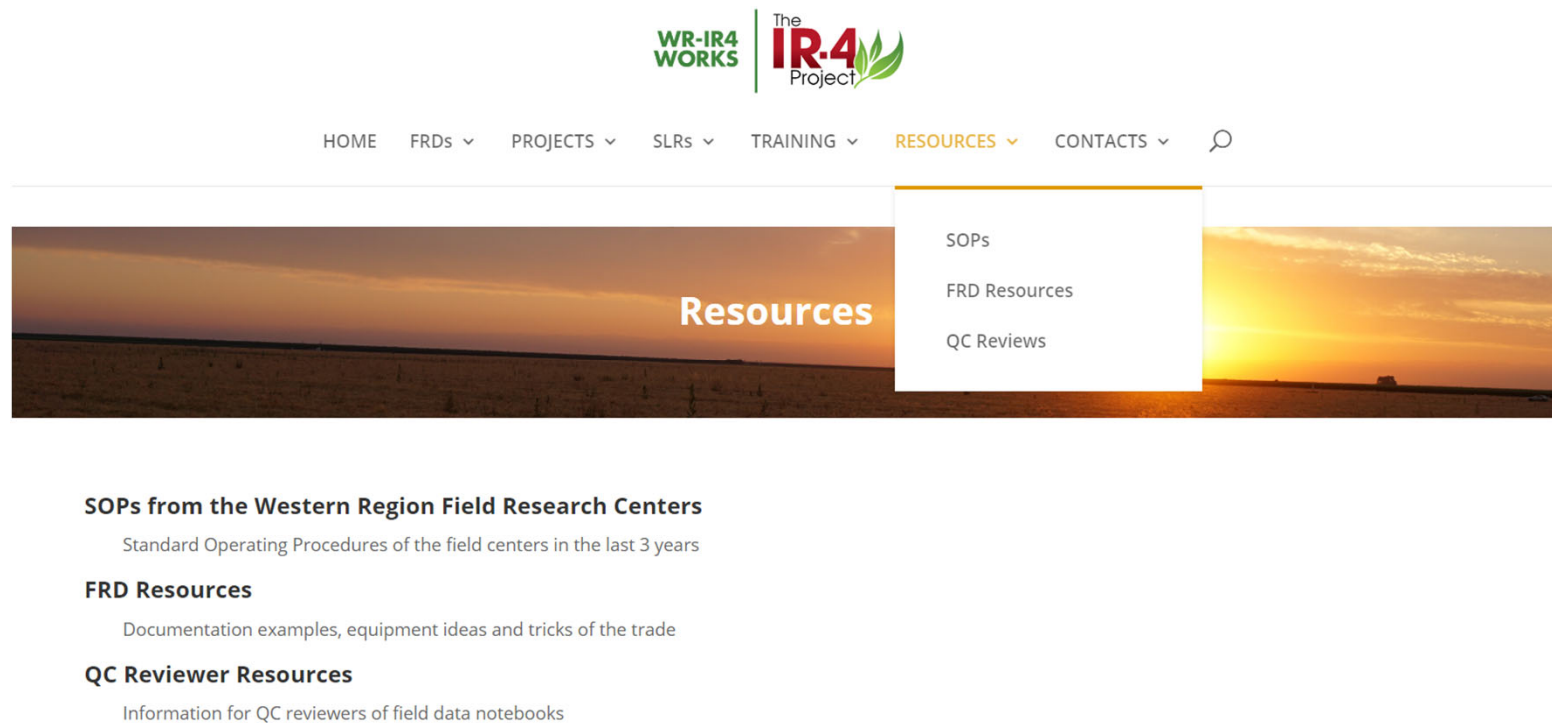 WR-IR4
WORKS
The
IR-4
Project
HOME FRDs PROJECTS SLRs TRAINING RESOURCES CONTACTS
SOPs
FRD Resources
QC Reviews
Resources
SOPs from the Western Region Field Research Centers
Standard Operating Procedures of the field centers in the last 3 years
FRD Resources
Documentation examples, equipment ideas and tricks of the trade
QC Reviewer Resources
Information for QC reviewers of field data notebooks